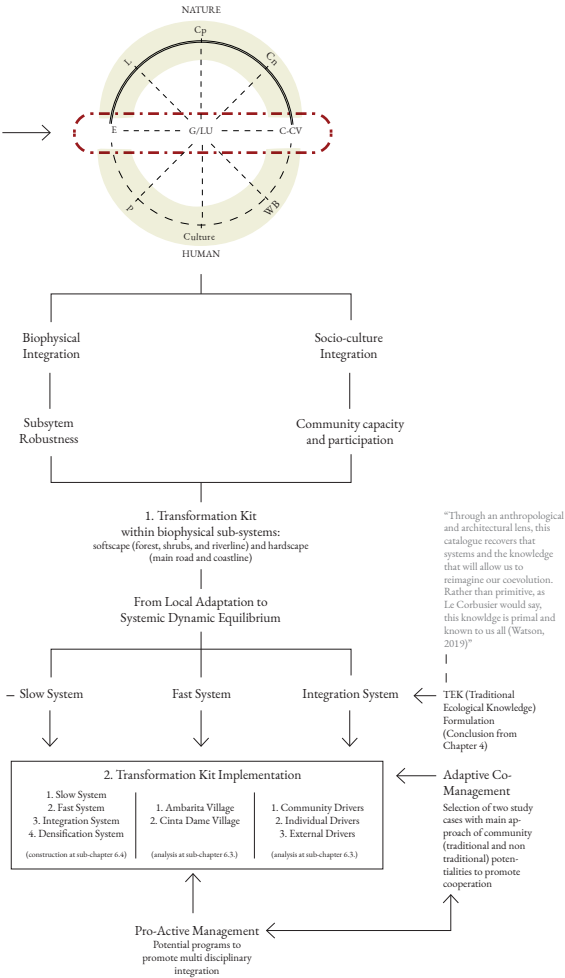 NATURE
Cp
L
Cn
E
G/LU
C-CV
P
WB
Culture
HUMAN
Biophysical
Integration
Socio-culture
Integration
Subsytem
Robustness
Community capacity
and participation
1. Transformation Kit
within biophysical sub-systems:
softscape (forest, shrubs, and riverline) and hardscape
(main road and coastline)
"Through an anthropological
and architectural lens, this
catalogue recovers that
systems and the knowledge
that will allow us to
reimagine our coevolution.
Rather than primitive, as
Le Corbusier would say,
this knowldge is primal and
known to us all (Watson,
2019)"
From Local Adaptation to
Systemic Dynamic Equilibrium
Slow System
Fast System
Integration System
TEK (Traditional
Ecological Knowledge)
Formulation
(Conclusion from
Chapter 4)
2. Transformation Kit Implementation
1. Slow System
2. Fast System
3. Integration System
4. Densification System
(construction at sub-chapter 6.4)
1. Ambarita Village
2. Cinta Dame Village
(analysis at sub-chapter 6.3.)
1. Community Drivers
2. Individual Drivers
3. External Drivers
(analysis at sub-chapter 6.3.)
Adaptive Co-
Management
Selection of two study
cases with main ap-
proach of community
(traditional and non
traditional) poten-
tialities to promote
cooperation
Pro-Active Management
Potential programs to
promote multi disciplinary
integration